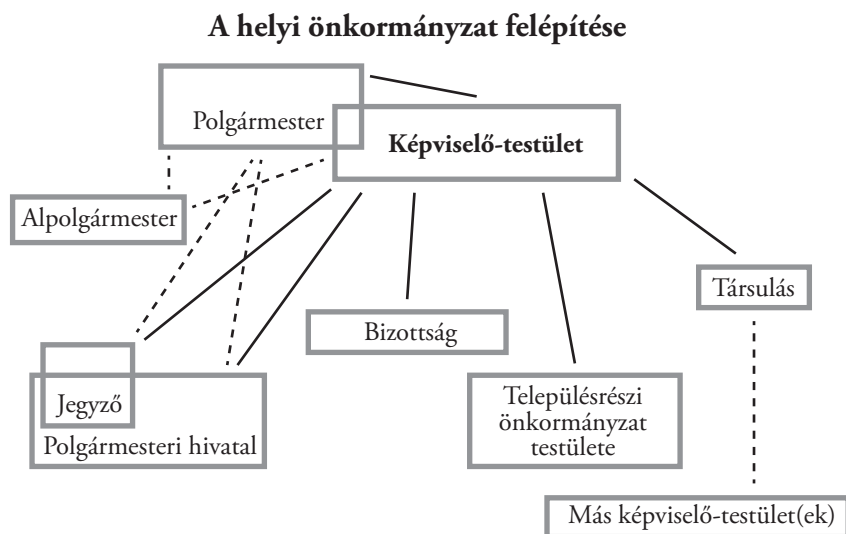 A helyi önkormányzat felépítése
Polgármester
Képviselő-testület
Alpolgármester
Társulás
Bizottság
Jegyző
Polgármesteri hivatal
Településrészi
önkormányzat
testülete
Más képviselő-testület(ek)